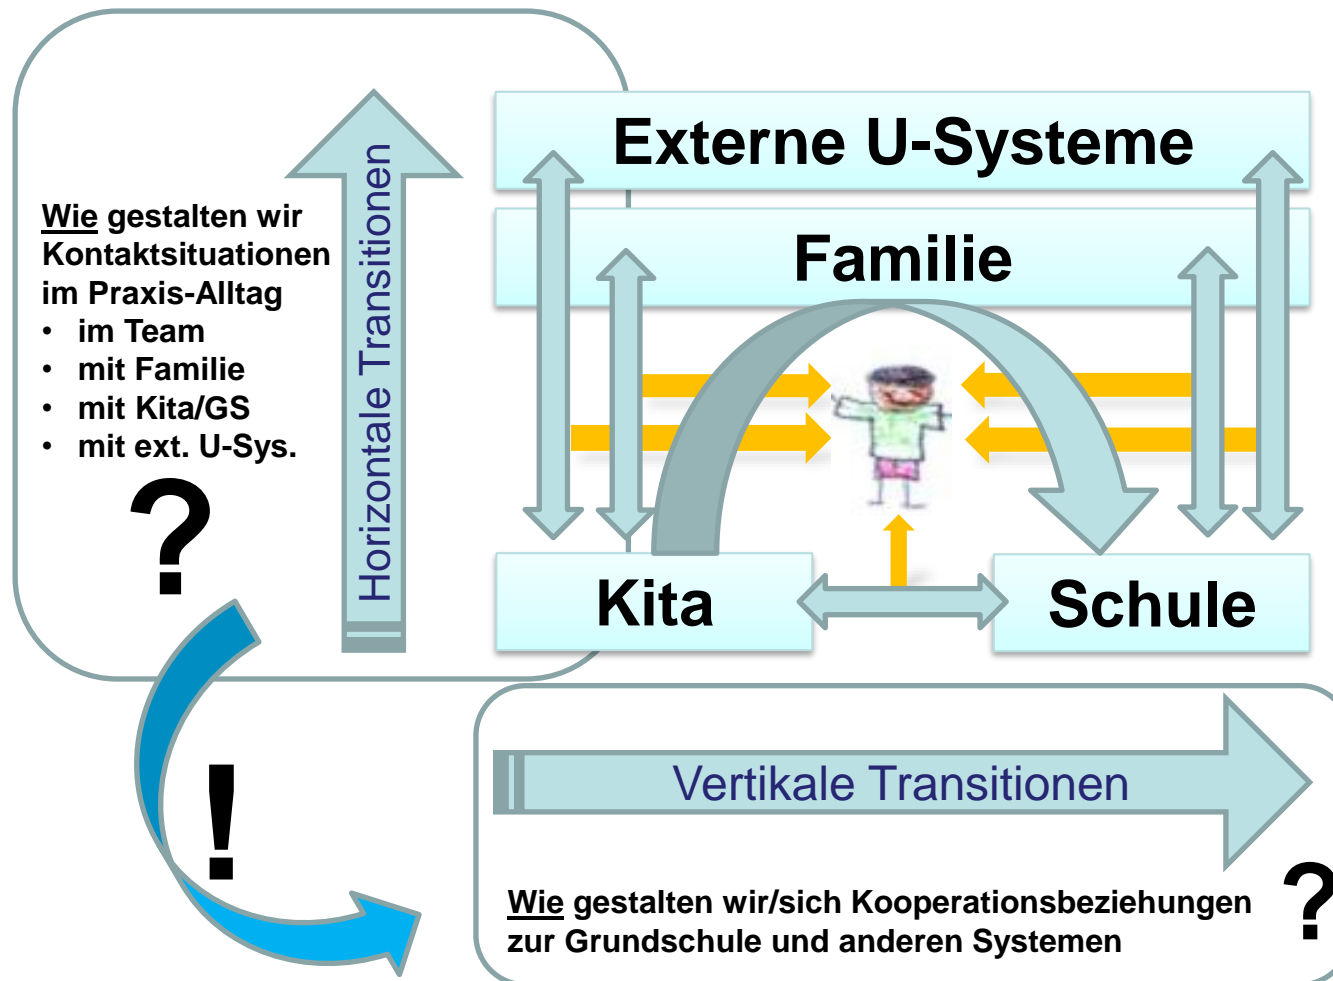 Externe U-Systeme
Familie
Horizontale Transitionen
Wie gestalten wir
Kontaktsituationen
im Praxis-Alltag
• im Team
• mit Familie
• mit Kita/GS
• mit ext. U-Sys.
?
Kita
Schule
!
Vertikale Transitionen
Wie gestalten wir/sich Kooperationsbeziehungen
zur Grundschule und anderen Systemen
?